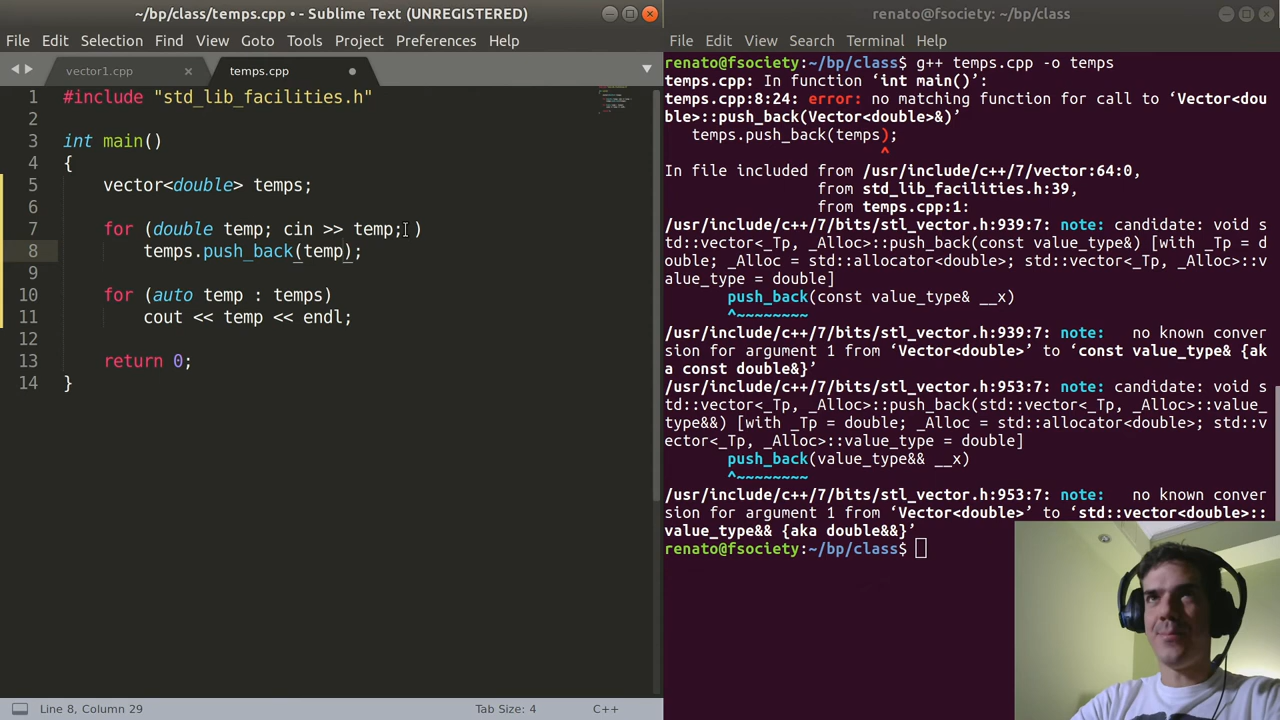 ~/bp/class/temps.cpp • - Sublime Text (UNREGISTERED)
File Edit Selection Find View Goto Tools Project Preferences Help
vector1.cpp × temps.cpp
1 #include "std_lib_facilities.h"
2
3 int main()
4 {
5 vector<double> temps;
6
7 for (double temp; cin >> temp; )
8 temps.push_back(temp);
9
10 for (auto temp : temps)
11 cout << temp << endl;
12
13 return 0;
14 }
Line 8, Column 29 Tab Size: 4 C++
renato@fsociety: ~/bp/class
File Edit View Search Terminal Help
renato@fsociety:~/bp/class$ g++ temps.cpp -o temps
temps.cpp: In function ‘int main()’:
temps.cpp:8:24: error: no matching function for call to ‘Vector<dou
ble>::push_back(Vector<double>&)’
temps.push_back(temps);
^
In file included from /usr/include/c++/7/vector:64:0,
from std_lib_facilities.h:39,
from temps.cpp:1:
/usr/include/c++/7/bits/stl_vector.h:939:7: note: candidate: void s
td::vector<_Tp, _Alloc>::push_back(const value_type&) [with _Tp = d
ouble; _Alloc = std::allocator<double>; std::vector<_Tp, _Alloc>::v
alue_type = double]
push_back(const value_type& __x)
^~~~~~~~~
/usr/include/c++/7/bits/stl_vector.h:939:7: note: no known conver
sion for argument 1 from ‘Vector<double>’ to ‘const value_type& {ak
a const double&}’
/usr/include/c++/7/bits/stl_vector.h:953:7: note: candidate: void s
td::vector<_Tp, _Alloc>::push_back(std::vector<_Tp, _Alloc>::value_
type&&) [with _Tp = double; _Alloc = std::allocator<double>; std::v
ector<_Tp, _Alloc>::value_type = double]
push_back(value_type&& __x)
^~~~~~~~~
/usr/include/c++/7/bits/stl_vector.h:953:7: note: no known conver
sion for argument 1 from ‘Vector<double>’ to ‘std::vector<double>::
value_type&& {aka double&&}’
renato@fsociety:~/bp/class$